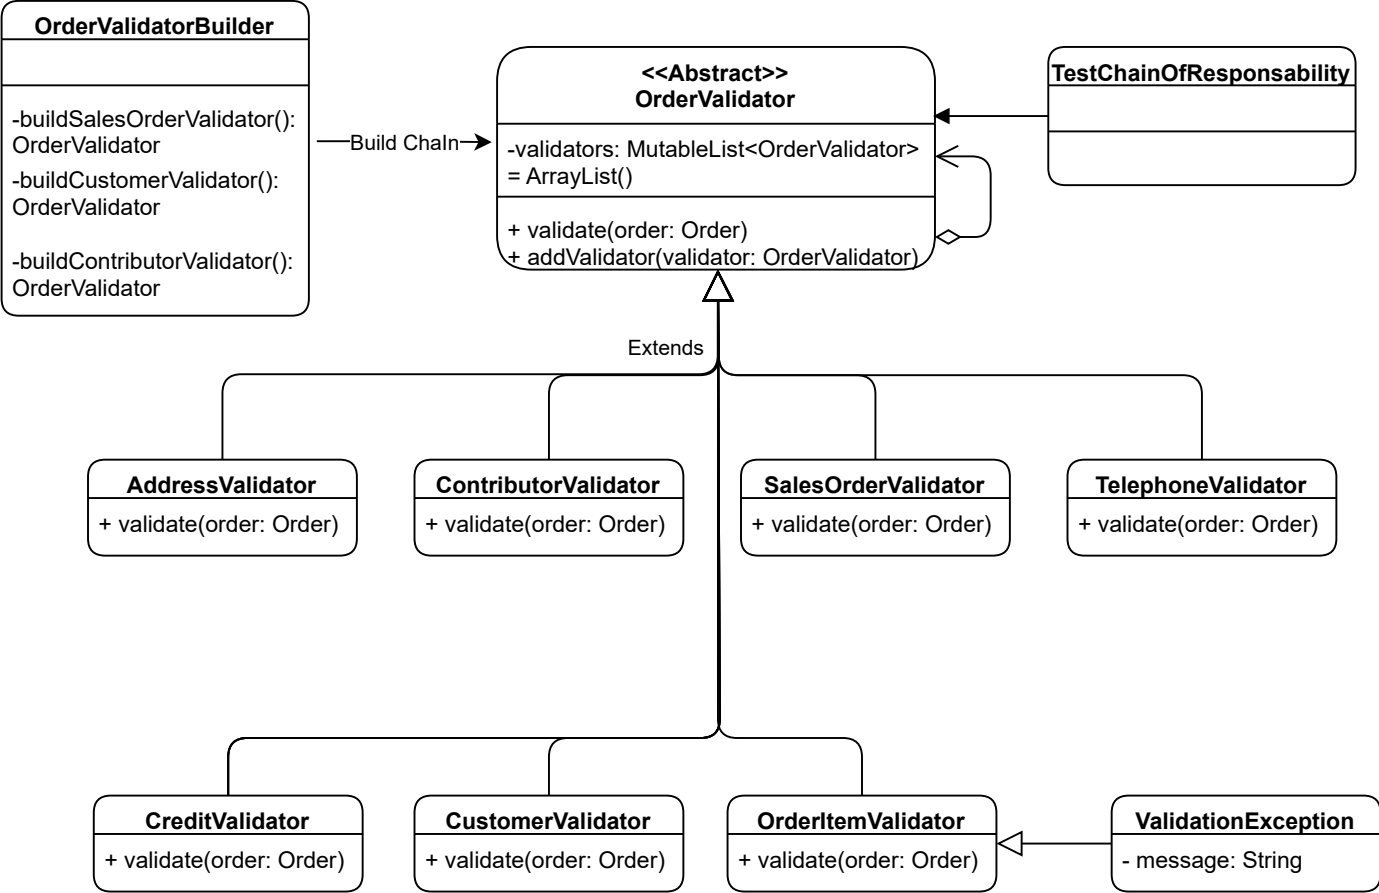 OrderValidatorBuilder
-buildSalesOrderValidator():
OrderValidator
-buildCustomerValidator():
OrderValidator
-buildContributorValidator():
OrderValidator
Build ChaIn
<<Abstract>>
OrderValidator
-validators: MutableList<OrderValidator>
= ArrayList()
+ validate(order: Order)
+ addValidator(validator: OrderValidator)
TestChainOfResponsability
Extends
AddressValidator
+ validate(order: Order)
ContributorValidator
+ validate(order: Order)
SalesOrderValidator
+ validate(order: Order)
TelephoneValidator
+ validate(order: Order)
CreditValidator
+ validate(order: Order)
CustomerValidator
+ validate(order: Order)
OrderItemValidator
+ validate(order: Order)
ValidationException
- message: String